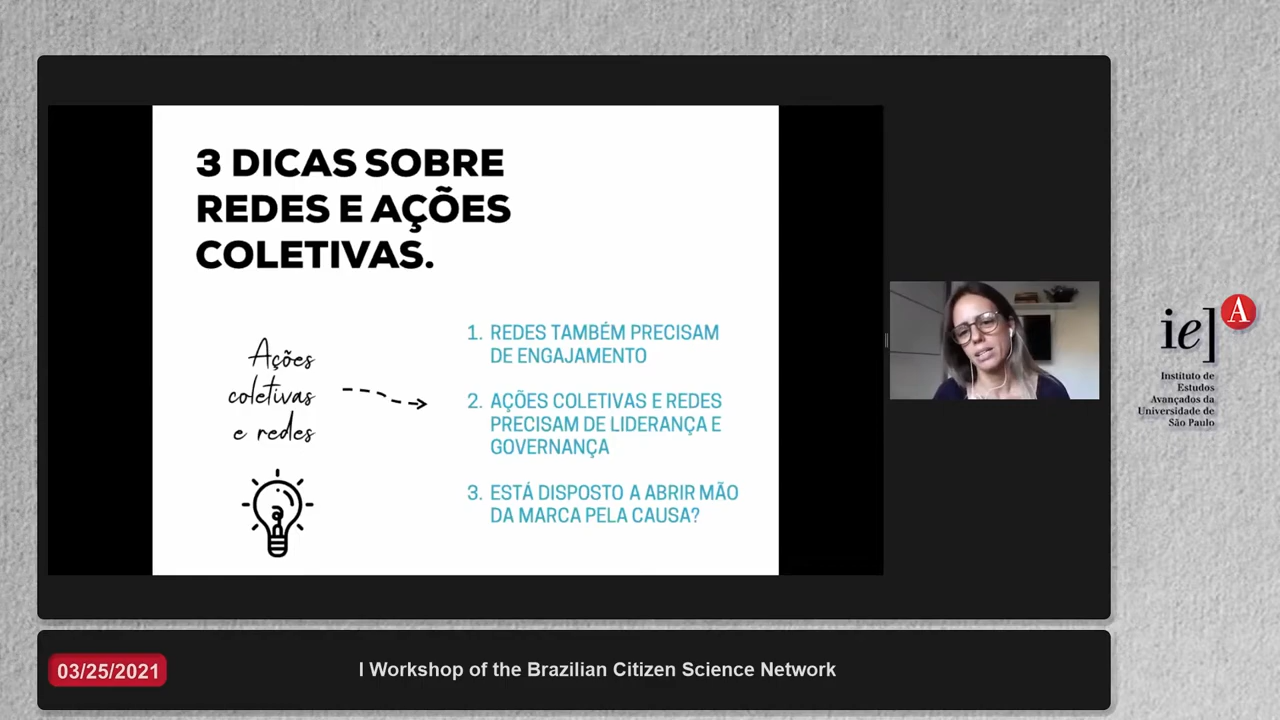 3 DICAS SOBRE
REDES E AÇÕES
COLETIVAS.
Ações
coletivas
e redes
1. REDES TAMBÉM PRECISAM
DE ENGAJAMENTO
2. AÇÕES COLETIVAS E REDES
PRECISAM DE LIDERANÇA E
GOVERNANÇA
3. ESTÁ DISPOSTO A ABRIR MÃO
DA MARCA PELA CAUSA?
ie] A
Instituto de
Estudos
Avançados da
Universidade de
São Paulo
03/25/2021
I Workshop of the Brazilian Citizen Science Network